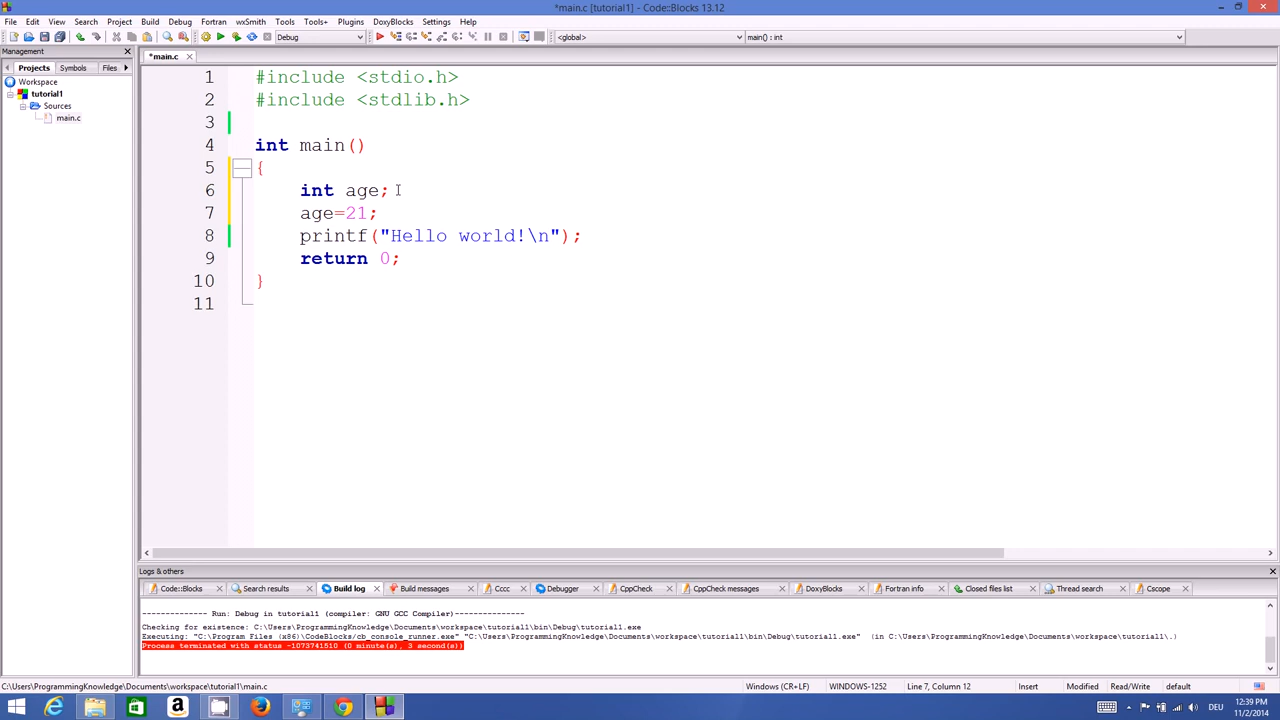 *main.c [tutorial1] - Code::Blocks 13.12
File Edit View Search Project Build Debug Fortran wxSmith Tools Tools+ Plugins DoxyBlocks Settings Help
Debug <global> main() : int
Management
Projects Symbols Files
Workspace
tutorial1
Sources
main.c
*main.c
1 #include <stdio.h>
2 #include <stdlib.h>
3
4 int main()
5 {
6 int age;
7 age=21;
8 printf("Hello world!\n");
9 return 0;
10 }
11
Logs & others
Code::Blocks Search results Build log Build messages Cccc Debugger CppCheck CppCheck messages DoxyBlocks Fortran info Closed files list Thread search Cscope
-------------- Run: Debug in tutorial1 (compiler: GNU GCC Compiler)---------------
Checking for existence: C:\Users\ProgrammingKnowledge\Documents\workspace\tutorial1\bin\Debug\tutorial1.exe
Executing: "C:\Program Files (x86)\CodeBlocks/cb_console_runner.exe" "C:\Users\ProgrammingKnowledge\Documents\workspace\tutorial1\bin\Debug\tutorial1.exe" (in C:\Users\ProgrammingKnowledge\Documents\workspace\tutorial1\.)
Process terminated with status -1073741510 (0 minute(s), 3 second(s))
C:\Users\ProgrammingKnowledge\Documents\workspace\tutorial1\main.c Windows (CR+LF) WINDOWS-1252 Line 7, Column 12 Insert Modified Read/Write default
DEU
12:39 PM
11/2/2014